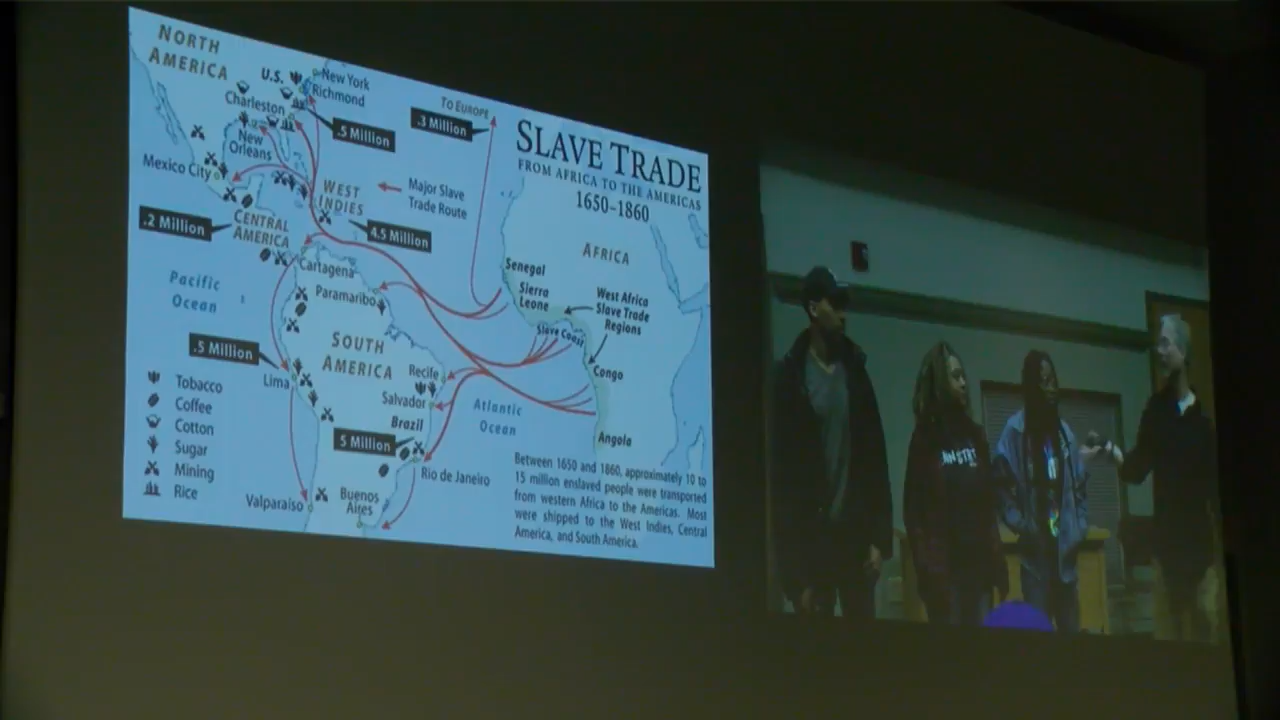 NORTH
AMERICA
U.S.
New York
Richmond
Charleston
.5 Million
New
Orleans
Mexico City
TO EUROPE
.3 Million
SLAVE TRADE
FROM AFRICA TO THE AMERICAS
1650–1860
Major Slave
Trade Route
WEST
INDIES
4.5 Million
.2 Million
CENTRAL
AMERICA
AFRICA
Cartagena
Paramaribo
Senegal
Sierra
Leone
West Africa
Slave Trade
Regions
Slave Coast
Pacific
Ocean
SOUTH
AMERICA
.5 Million
Lima
Recife
Salvador
Brazil
5 Million
Atlantic
Ocean
Congo
Angola
Rio de Janeiro
Valparaiso
Buenos
Aires
Tobacco
Coffee
Cotton
Sugar
Mining
Rice
Between 1650 and 1860, approximately 10 to
15 million enslaved people were transported
from western Africa to the Americas. Most
were shipped to the West Indies, Central
America, and South America.